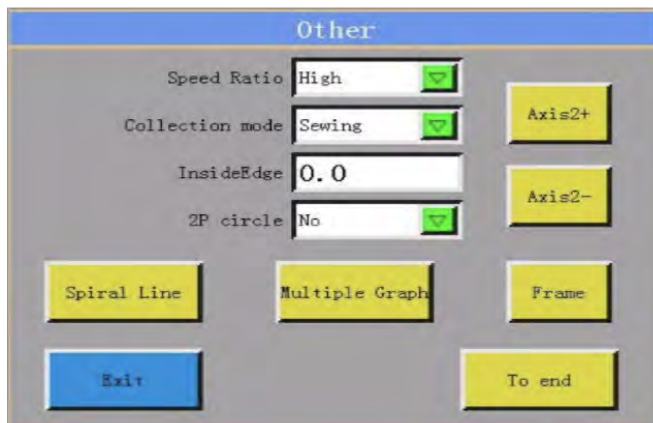 Other
Speed Ratio High
Collection mode Sewing
Axis2+
InsideEdge 0.0
Axis2-
2P circle No
Spiral Line Multiple Graph Frame
Exit To end